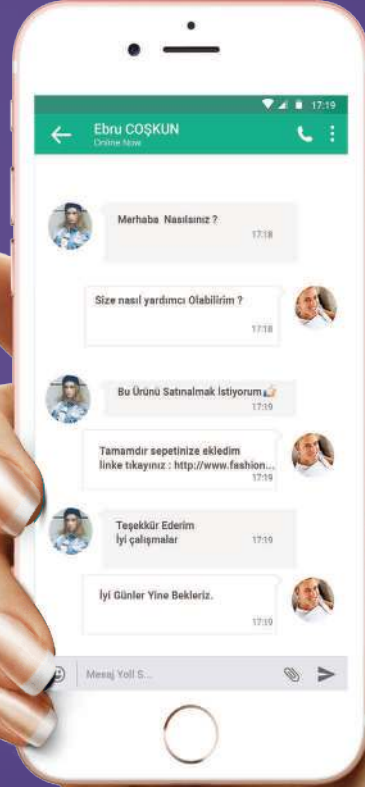 17:19
Ebru COŞKUN
Online Now
Merhaba Nasılsınız ?
17:18
Size nasıl yardımcı Olabilirim ?
17:18
Bu Ürünü Satınalmak İstiyorum
17:19
Tamamdır sepetinize ekledim
linke tıkayınız : http://www.fashion...
17:19
Teşekkür Ederim
İyi çalışmalar
17:19
İyi Günler Yine Bekleriz.
17:19
Mesaj Yoll S...